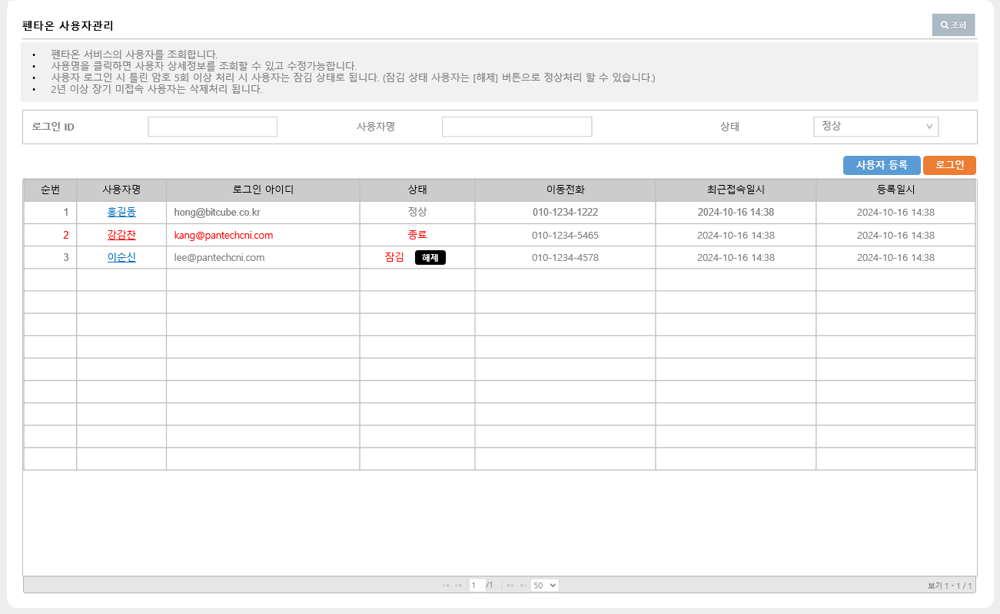 펜타온 사용자관리
조회
• 펜타온 서비스의 사용자를 조회합니다.
• 사용명을 클릭하면 사용자 상세정보를 조회할 수 있고 수정가능합니다.
• 사용자 로그인 시 틀린 암호 5회 이상 처리 시 사용자는 잠김 상태로 됩니다. (잠김 상태 사용자는 [해제] 버튼으로 정상처리 할 수 있습니다.)
• 2년 이상 장기 미접속 사용자는 삭제처리 됩니다.
로그인 ID 사용자명 상태 정상
사용자 등록 로그인
순번 사용자명 로그인 아이디 상태 이동전화 최근접속일시 등록일시
1 홍길동 hong@bitcube.co.kr 정상 010-1234-1222 2024-10-16 14:38 2024-10-16 14:38
2 강감찬 kang@pantechcni.com 종료 010-1234-5465 2024-10-16 14:38 2024-10-16 14:38
3 이순신 lee@pantechcni.com 잠김 해제 010-1234-4578 2024-10-16 14:38 2024-10-16 14:38
1 /1 50 보기 1 - 1 / 1